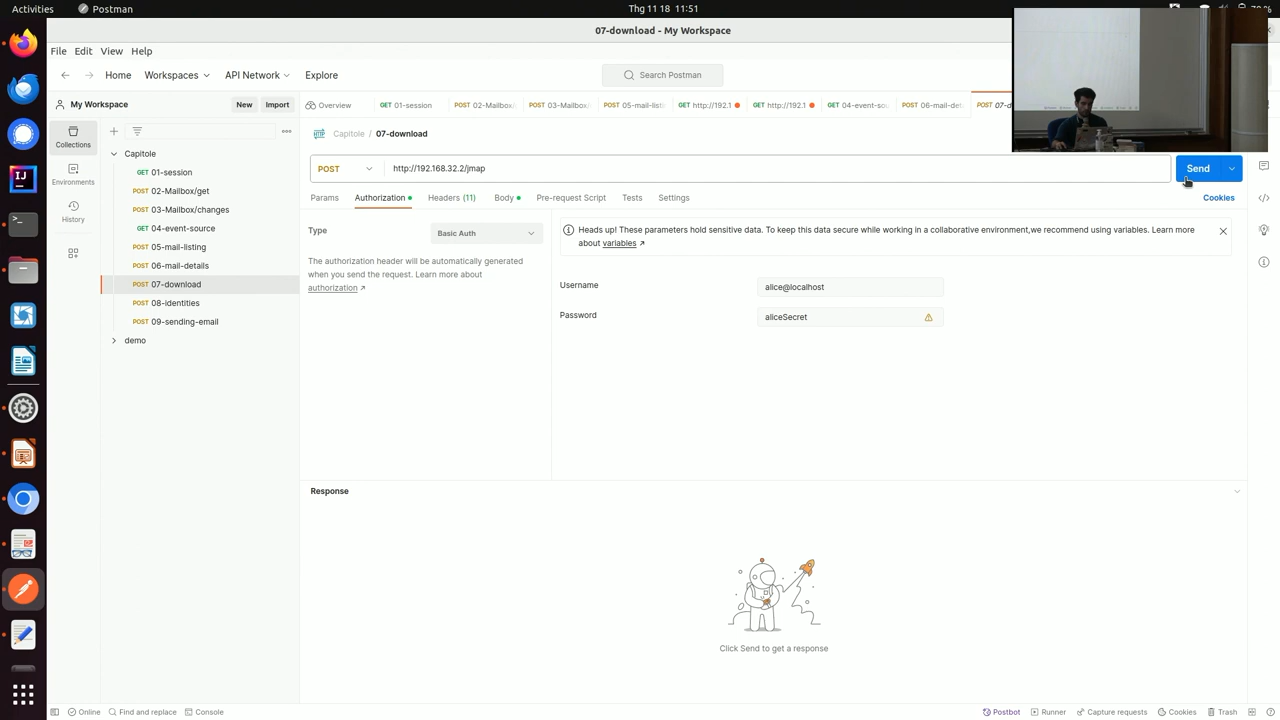 Activities
Postman
Thg 11 18 11:51
07-download - My Workspace
File Edit View Help
Home Workspaces API Network Explore
Search Postman
My Workspace New Import
Overview GET 01-session POST 02-Mailbox/ POST 03-Mailbox/ POST 05-mail-listi GET http://192.1 GET http://192.1 GET 04-event-so POST 06-mail-det POST 07-d
Collections
Environments
History
Capitole
GET 01-session
POST 02-Mailbox/get
POST 03-Mailbox/changes
GET 04-event-source
POST 05-mail-listing
POST 06-mail-details
POST 07-download
POST 08-identities
POST 09-sending-email
demo
HTTP Capitole / 07-download
POST http://192.168.32.2/jmap Send
Params Authorization Headers (11) Body Pre-request Script Tests Settings Cookies
Type Basic Auth
The authorization header will be automatically generated
when you send the request. Learn more about
authorization ↗
Heads up! These parameters hold sensitive data. To keep this data secure while working in a collaborative environment,we recommend using variables. Learn more
about variables ↗
Username alice@localhost
Password aliceSecret
Response
Click Send to get a response
Online Find and replace Console Postbot Runner Capture requests Cookies Trash